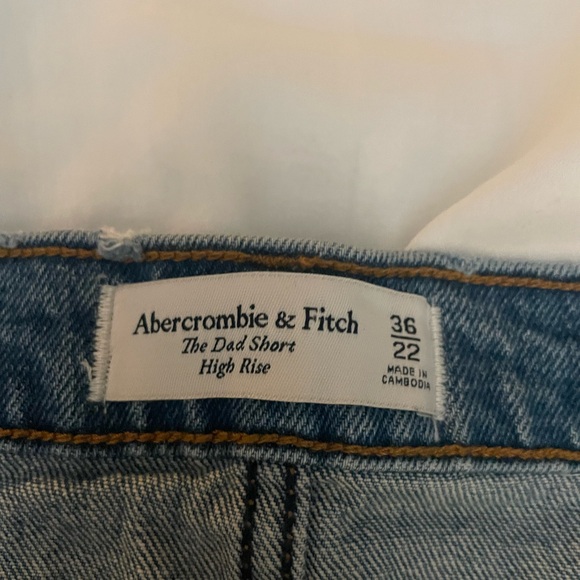 Abercrombie & Fitch
The Dad Short
High Rise
36
22
MADE IN
CAMBODIA